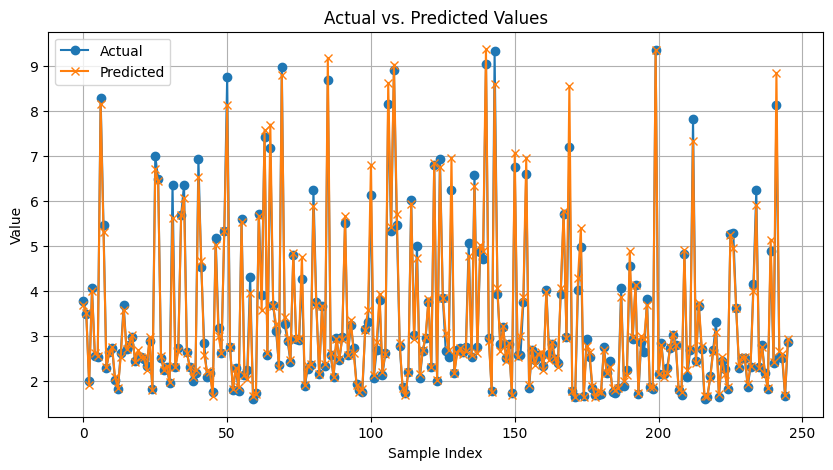 Actual vs. Predicted Values
Actual
Predicted
Value
9
8
7
6
5
4
3
2
0 50 100 150 200 250
Sample Index